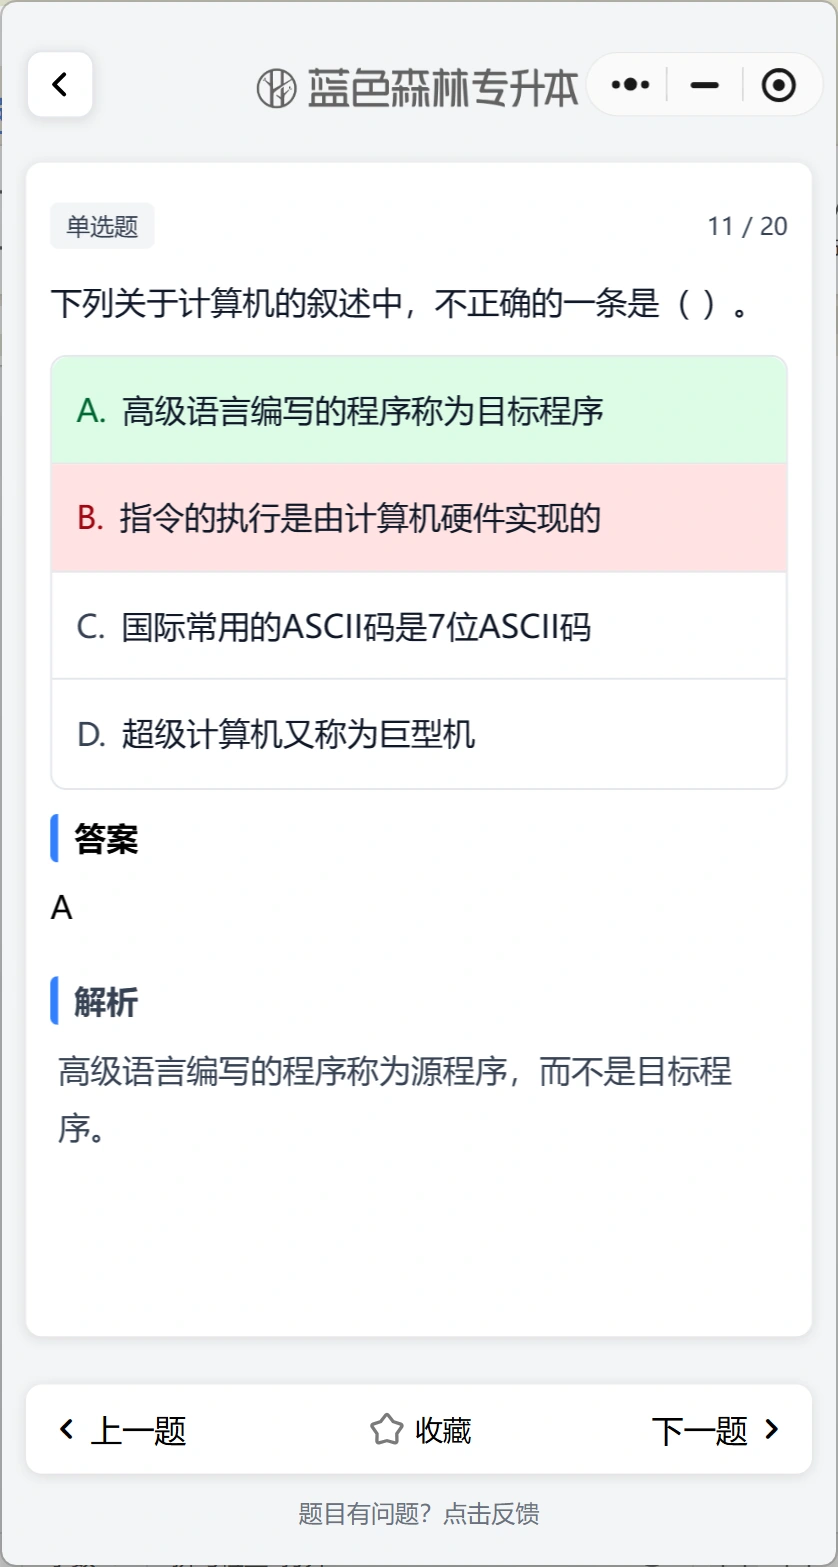 蓝色森林专升本
单选题
11 / 20
下列关于计算机的叙述中，不正确的一条是（ ）。
A. 高级语言编写的程序称为目标程序
B. 指令的执行是由计算机硬件实现的
C. 国际常用的ASCII码是7位ASCII码
D. 超级计算机又称为巨型机
答案
A
解析
高级语言编写的程序称为源程序，而不是目标程
序。
上一题
收藏
下一题
题目有问题？点击反馈